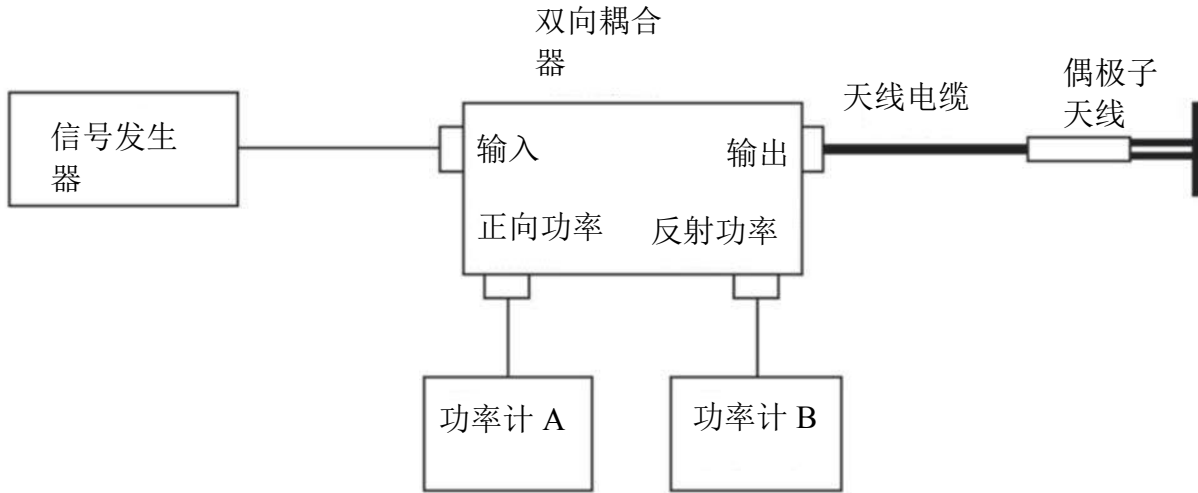 双向耦合
器
信号发生
器
输入
输出
天线电缆
偶极子
天线
正向功率
反射功率
功率计 A
功率计 B